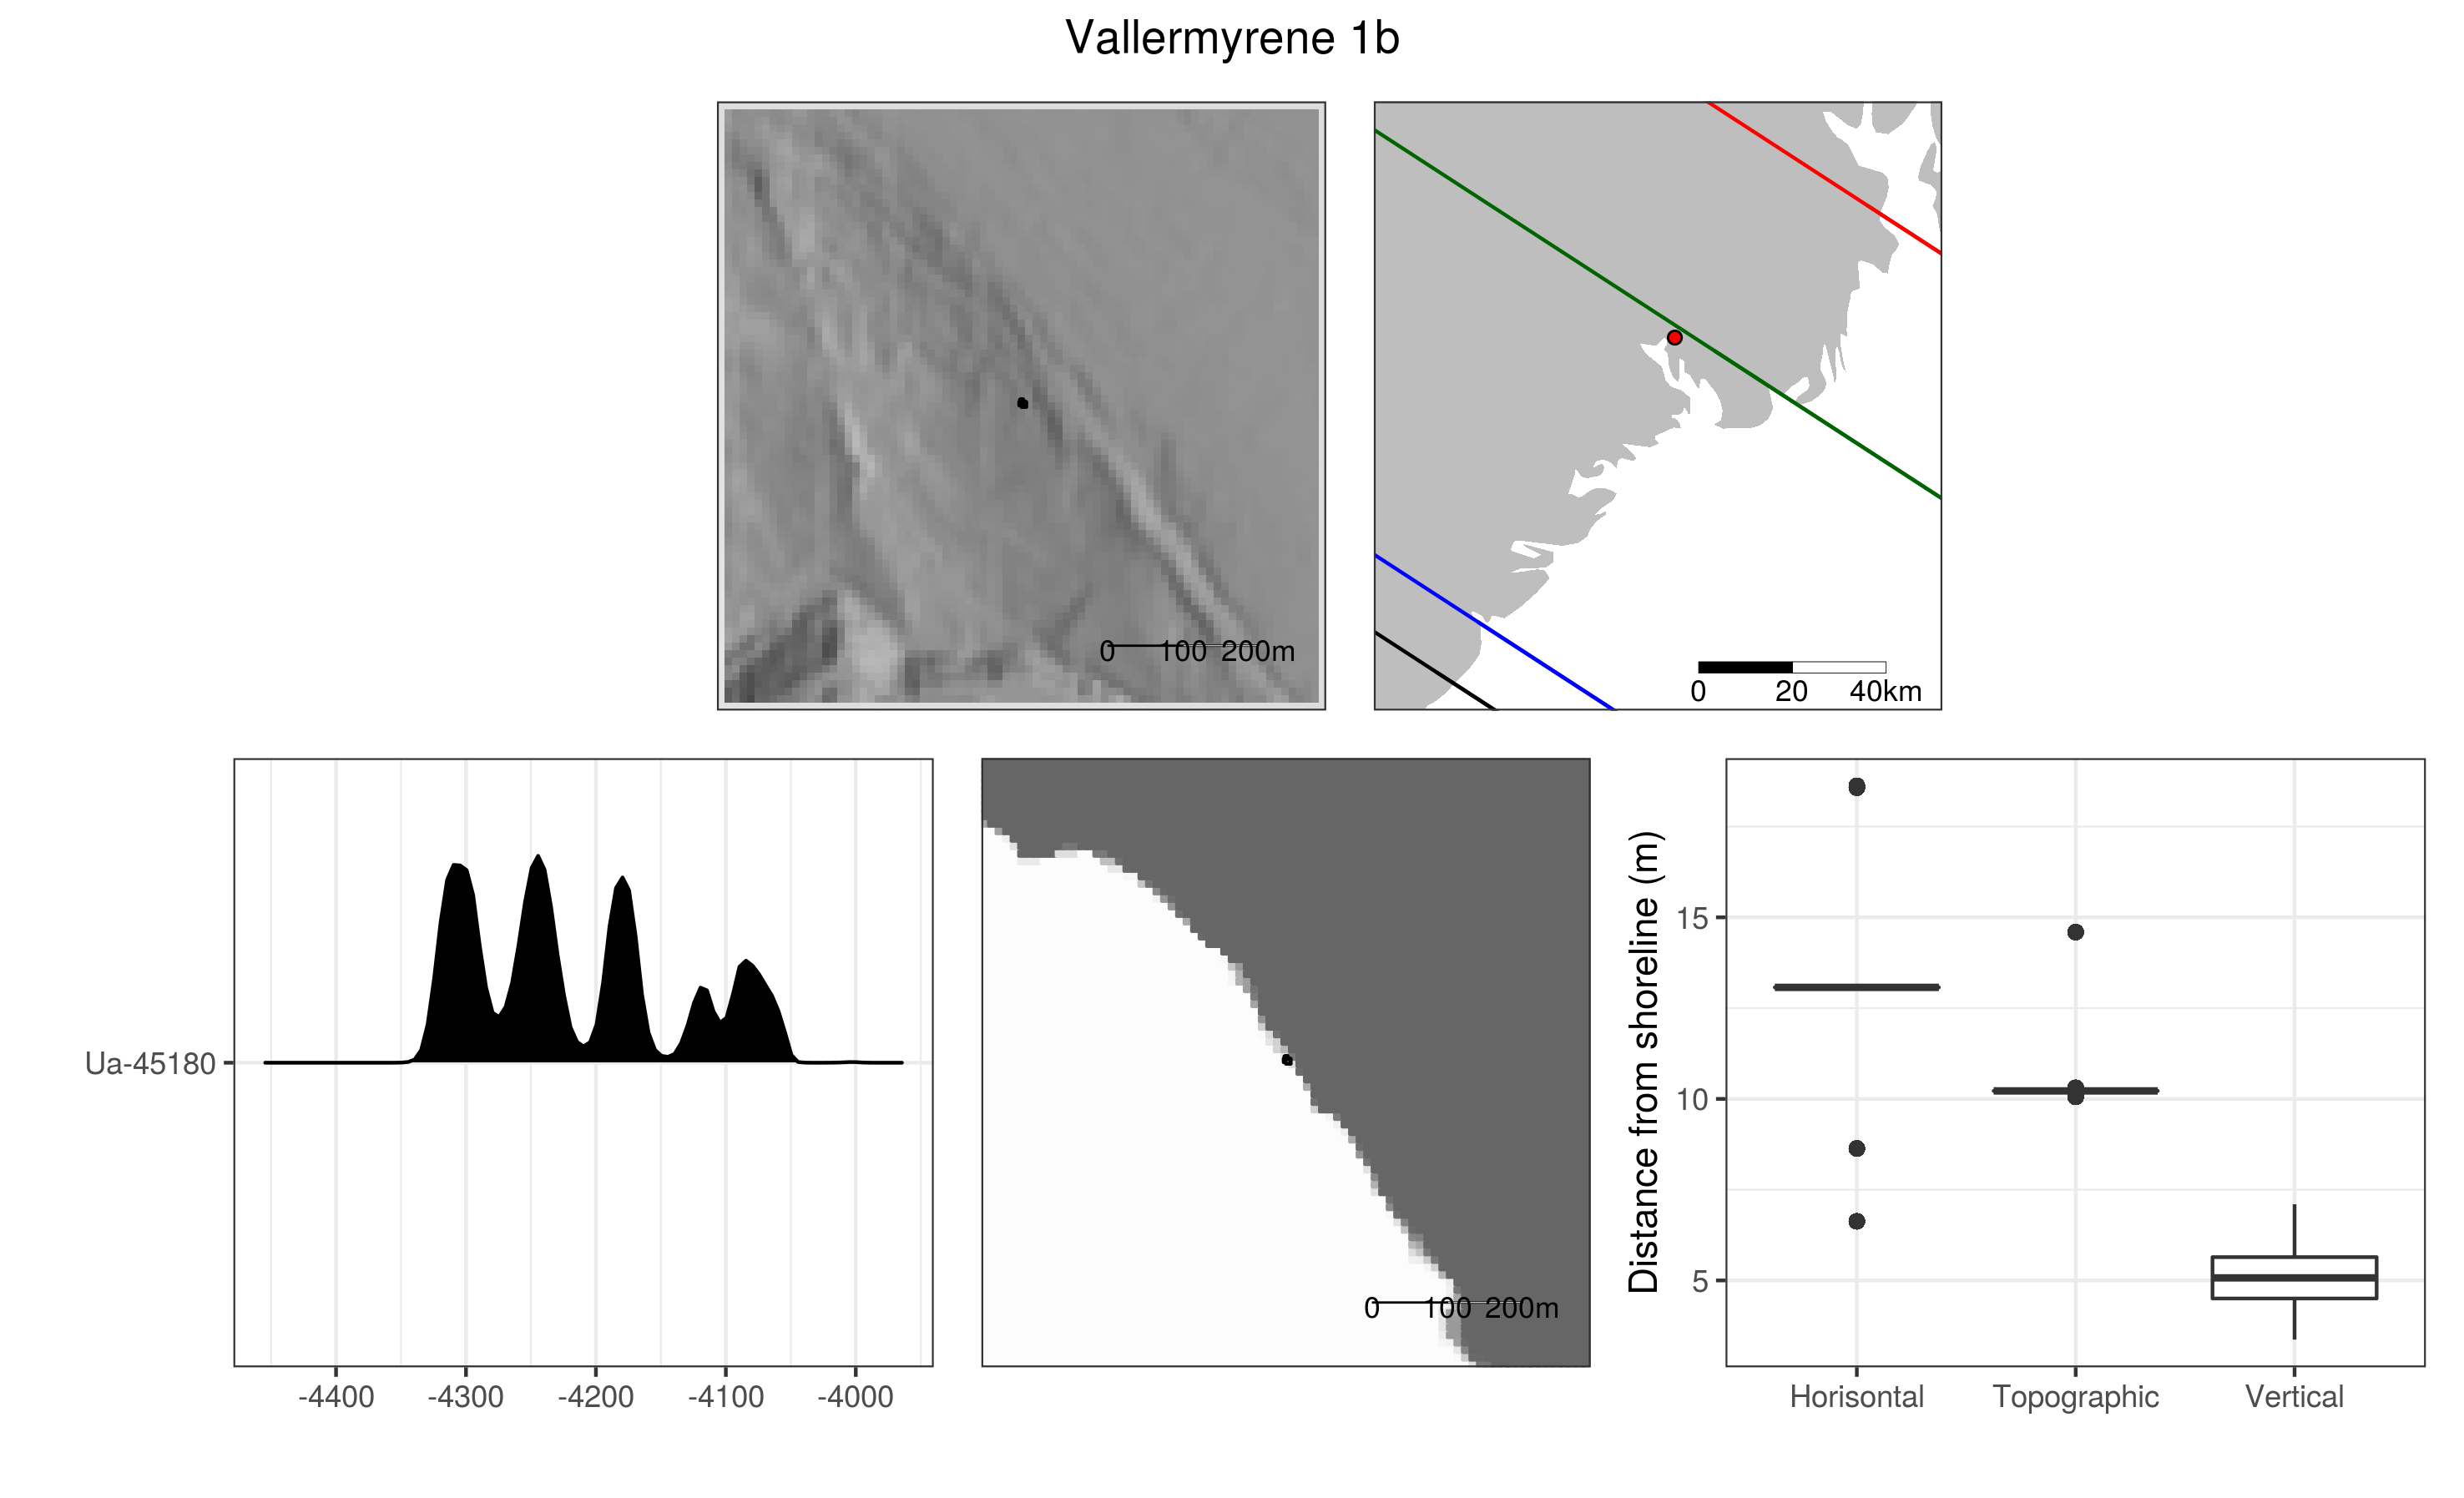 Vallermyrene 1b
0 100 200m
0 20 40km
Ua-45180
-4400 -4300 -4200 -4100 -4000
0 100 200m
Distance from shoreline (m)
15
10
5
Horisontal Topographic Vertical